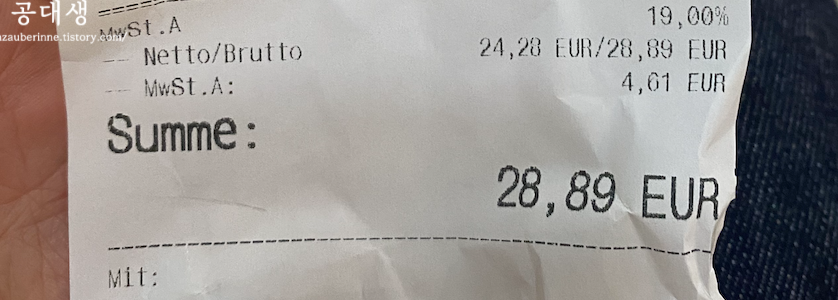 공대생
zauberinne.tistory.com/
MwSt.A 19,00%
-- Netto/Brutto 24,28 EUR/28,89 EUR
-- MwSt.A: 4,61 EUR
Summe:
28,89 EUR
Mit: